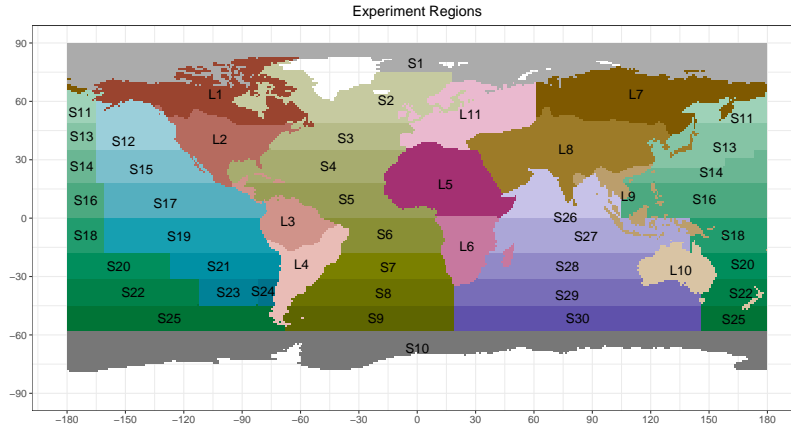 Experiment Regions
90
60
30
0
−30
−60
−90
S1
L1
S2
L7
L11
S11
S11
S13
S12
L2
S3
L8
S13
S14
S15
S4
S14
L5
L9
S16
S17
S5
S16
L3
S26
S18
S19
S6
L6
S27
S18
S20
S21
L4
S7
S28
L10
S20
S22
S23
S24
S8
S29
S22
S25
S9
S30
S25
S10
−180 −150 −120 −90 −60 −30 0 30 60 90 120 150 180